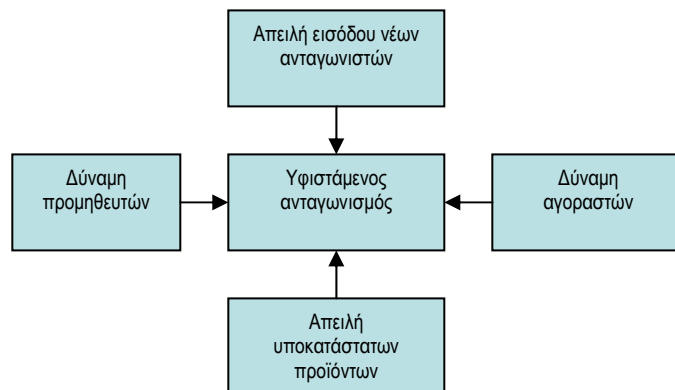 Απειλή εισόδου νέων
ανταγωνιστών
Δύναμη
προμηθευτών
Υφιστάμενος
ανταγωνισμός
Δύναμη
αγοραστών
Απειλή
υποκατάστατων
προϊόντων